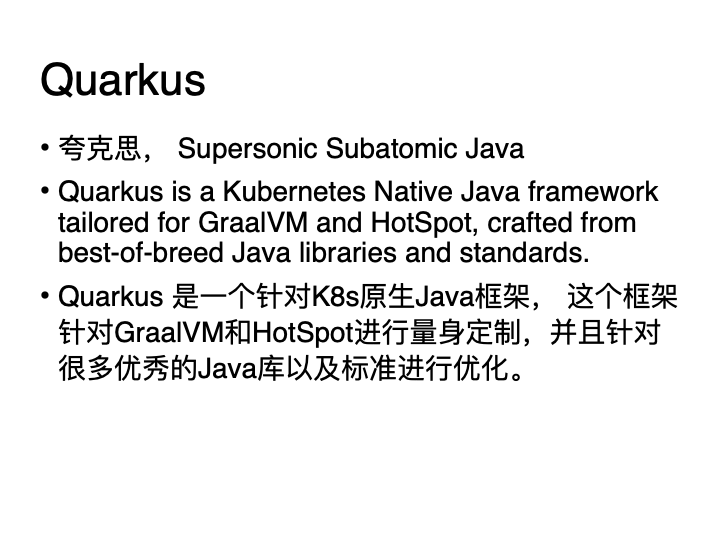 Quarkus
• 夸克思， Supersonic Subatomic Java
• Quarkus is a Kubernetes Native Java framework
tailored for GraalVM and HotSpot, crafted from
best-of-breed Java libraries and standards.
• Quarkus 是一个针对K8s原生Java框架， 这个框架
针对GraalVM和HotSpot进行量身定制，并且针对
很多优秀的Java库以及标准进行优化。